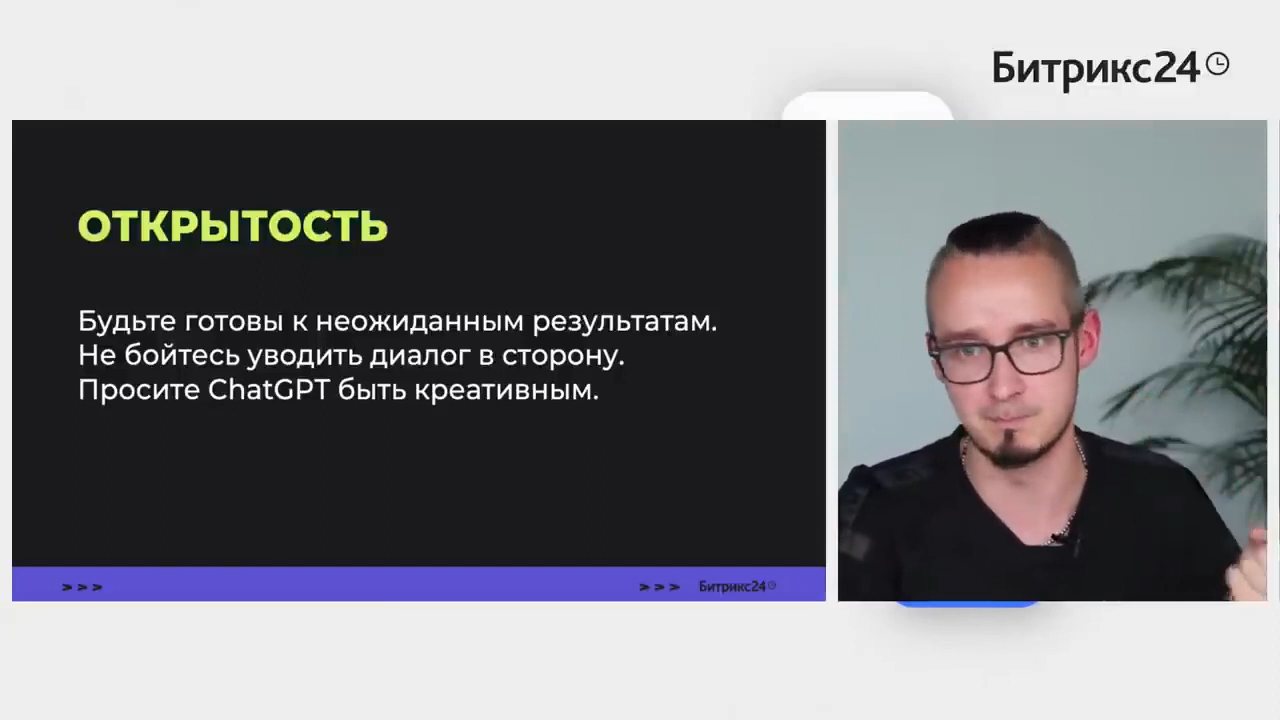 Битрикс24
ОТКРЫТОСТЬ
Будьте готовы к неожиданным результатам.
Не бойтесь уводить диалог в сторону.
Просите ChatGPT быть креативным.
> > >
> > > Битрикс24